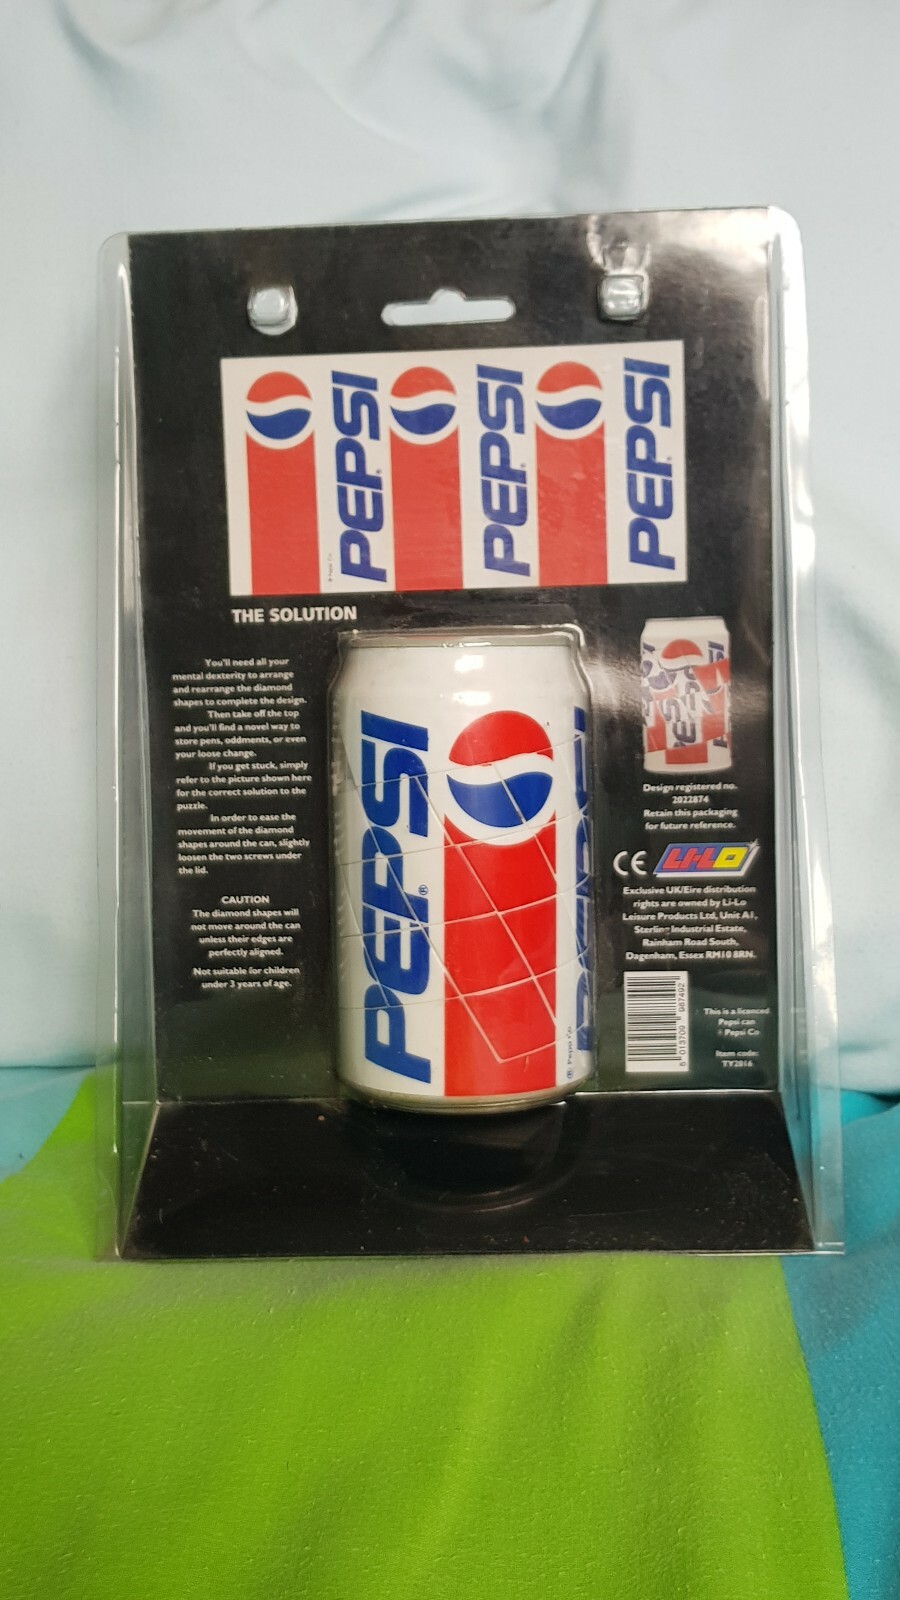 PEPSI
PEPSI
PEPSI
®
®
THE SOLUTION
You'll need all your
mental dexterity to arrange
and rearrange the diamond
shapes to complete the design.
Then take off the top
and you'll find a novel way to
store pens, oddments, or even
your loose change.
If you get stuck, simply
refer to the picture shown here
for the correct solution to the
puzzle.
In order to ease the
movement of the diamond
shapes around the can, slightly
loosen the two screws under
the lid.
CAUTION
The diamond shapes will
not move around the can
unless their edges are
perfectly aligned.
Not suitable for children
under 3 years of age.
PEPSI®
PEPSI
® Pepsi Co
PEPSI
Design registered no.
2022874
Retain this packaging
for future reference.
CE LI-LO
Exclusive UK/Eire distribution
rights are owned by Li-Lo
Leisure Products Ltd, Unit A1,
Sterling Industrial Estate,
Rainham Road South,
Dagenham, Essex RM10 8RN.
5 013709 987492
This is a licenced
Pepsi can
Pepsi Co
Item code:
TY2816